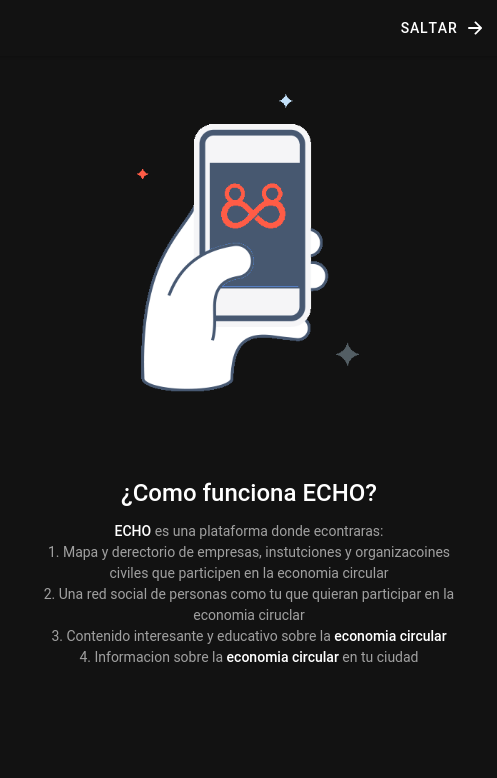 SALTAR
¿Como funciona ECHO?
ECHO es una plataforma donde econtraras:
1. Mapa y derectorio de empresas, instutciones y organizacoines
civiles que participen en la economia circular
2. Una red social de personas como tu que quieran participar en la
economia ciruclar
3. Contenido interesante y educativo sobre la economia circular
4. Informacion sobre la economia circular en tu ciudad